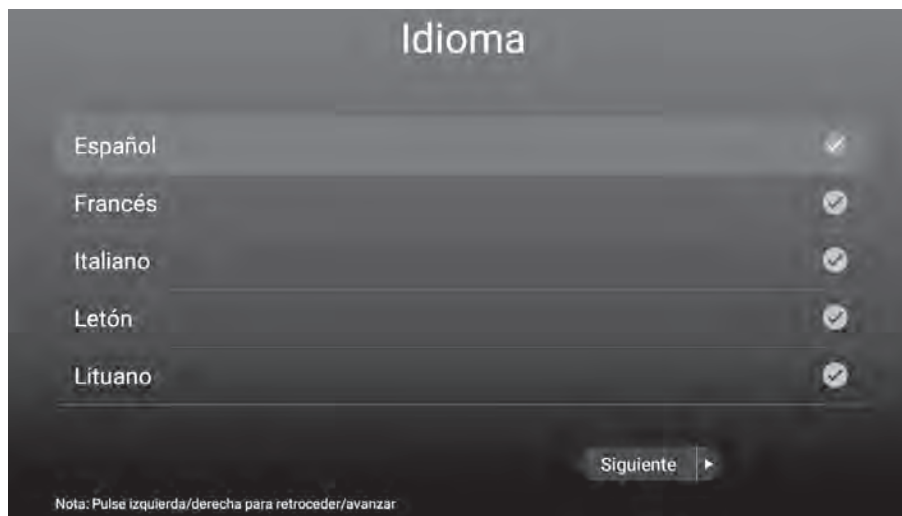 Idioma
Español
Francés
Italiano
Letón
Lituano
Siguiente
Nota: Pulse izquierda/derecha para retroceder/avanzar